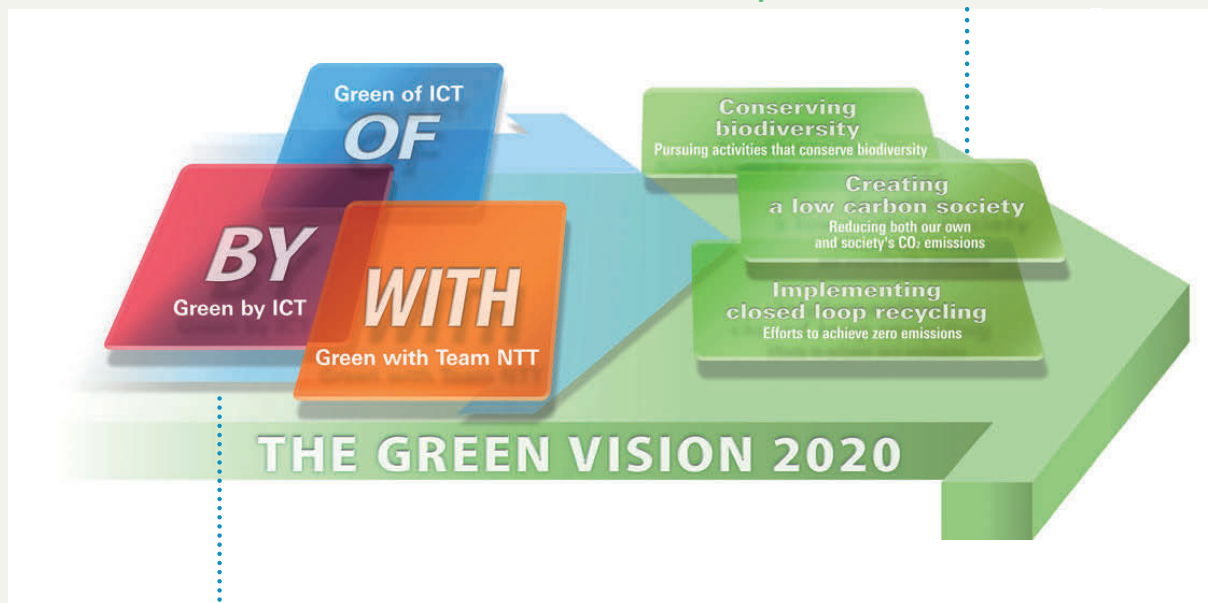 Green of ICT
OF
BY
Green by ICT
WITH
Green with Team NTT
Conserving
biodiversity
Pursuing activities that conserve biodiversity
Creating
a low carbon society
Reducing both our own
and society's CO₂ emissions
Implementing
closed loop recycling
Efforts to achieve zero emissions
THE GREEN VISION 2020